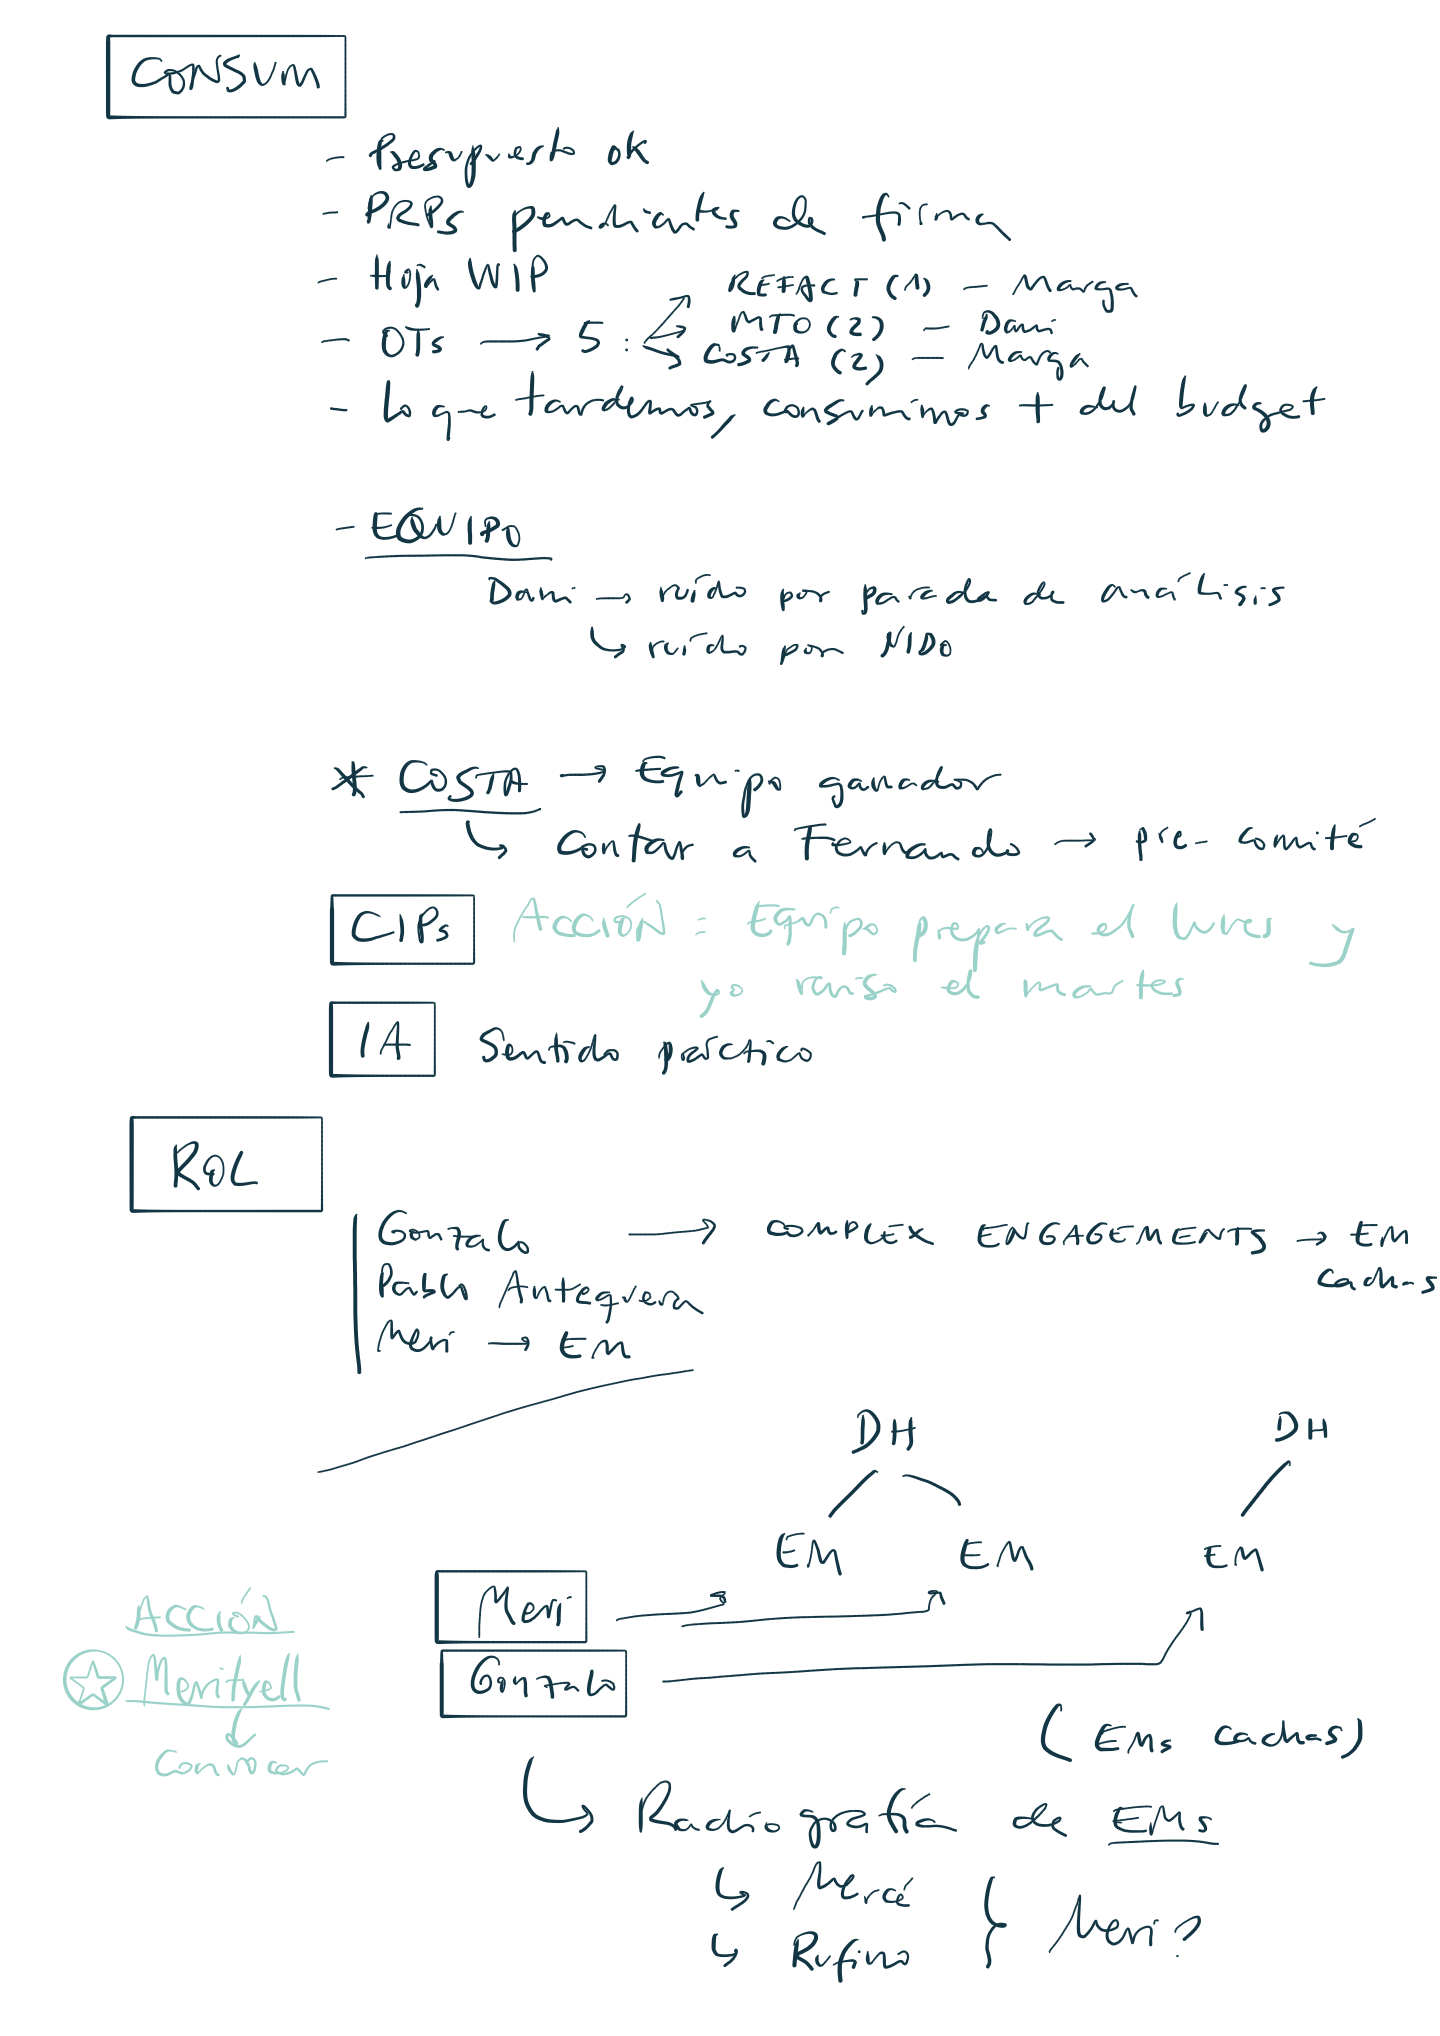 CONSUM
- Presupuesto ok
- PRPs pendientes de firma
- Hoja WIP
REFACT (1) — Marga
- OTs → 5 : MTO (2) — Dani
COSTA (2) — Marga
- Lo que tardemos, consumimos + del budget
- EQUIPO
Dani → ruído por parada de análisis
↳ ruído por NIDO
* COSTA → Equipo ganador
↳ Contar a Fernando → pre-comité
CIPs ACCIÓN : Equipo prepara el lunes y
yo reviso el martes
IA Sentido práctico
ROL
Gonzalo → COMPLEX ENGAGEMENTS → EM
cachas
Pablo Antequera
Meri → EM
DH DH
EM EM EM
Meri
ACCIÓN
Gonzalo
Merityell
(EMs cachas)
Convocar
↳ Radiografía de EMs
↳ Mercé
} Meri?
↳ Rufino